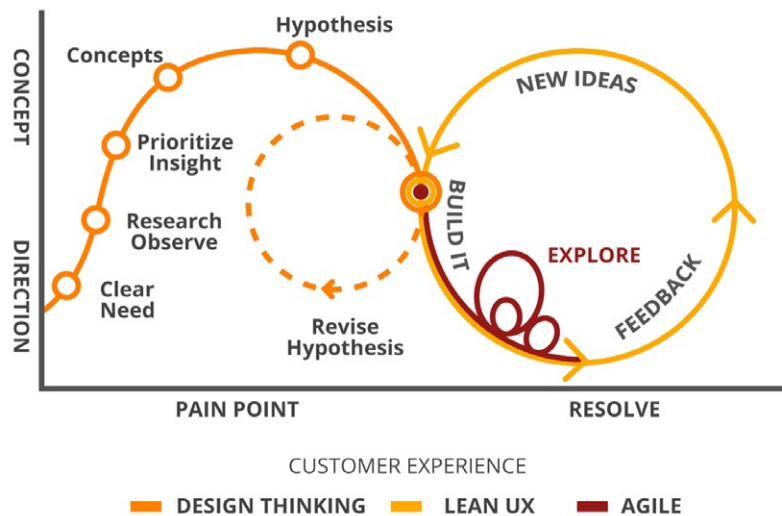 Hypothesis
Concepts
Prioritize
Insight
Research
Observe
Clear
Need
Revise
Hypothesis
CONCEPT
DIRECTION
NEW IDEAS
BUILD IT
EXPLORE
FEEDBACK
PAIN POINT
RESOLVE
CUSTOMER EXPERIENCE
DESIGN THINKING
LEAN UX
AGILE